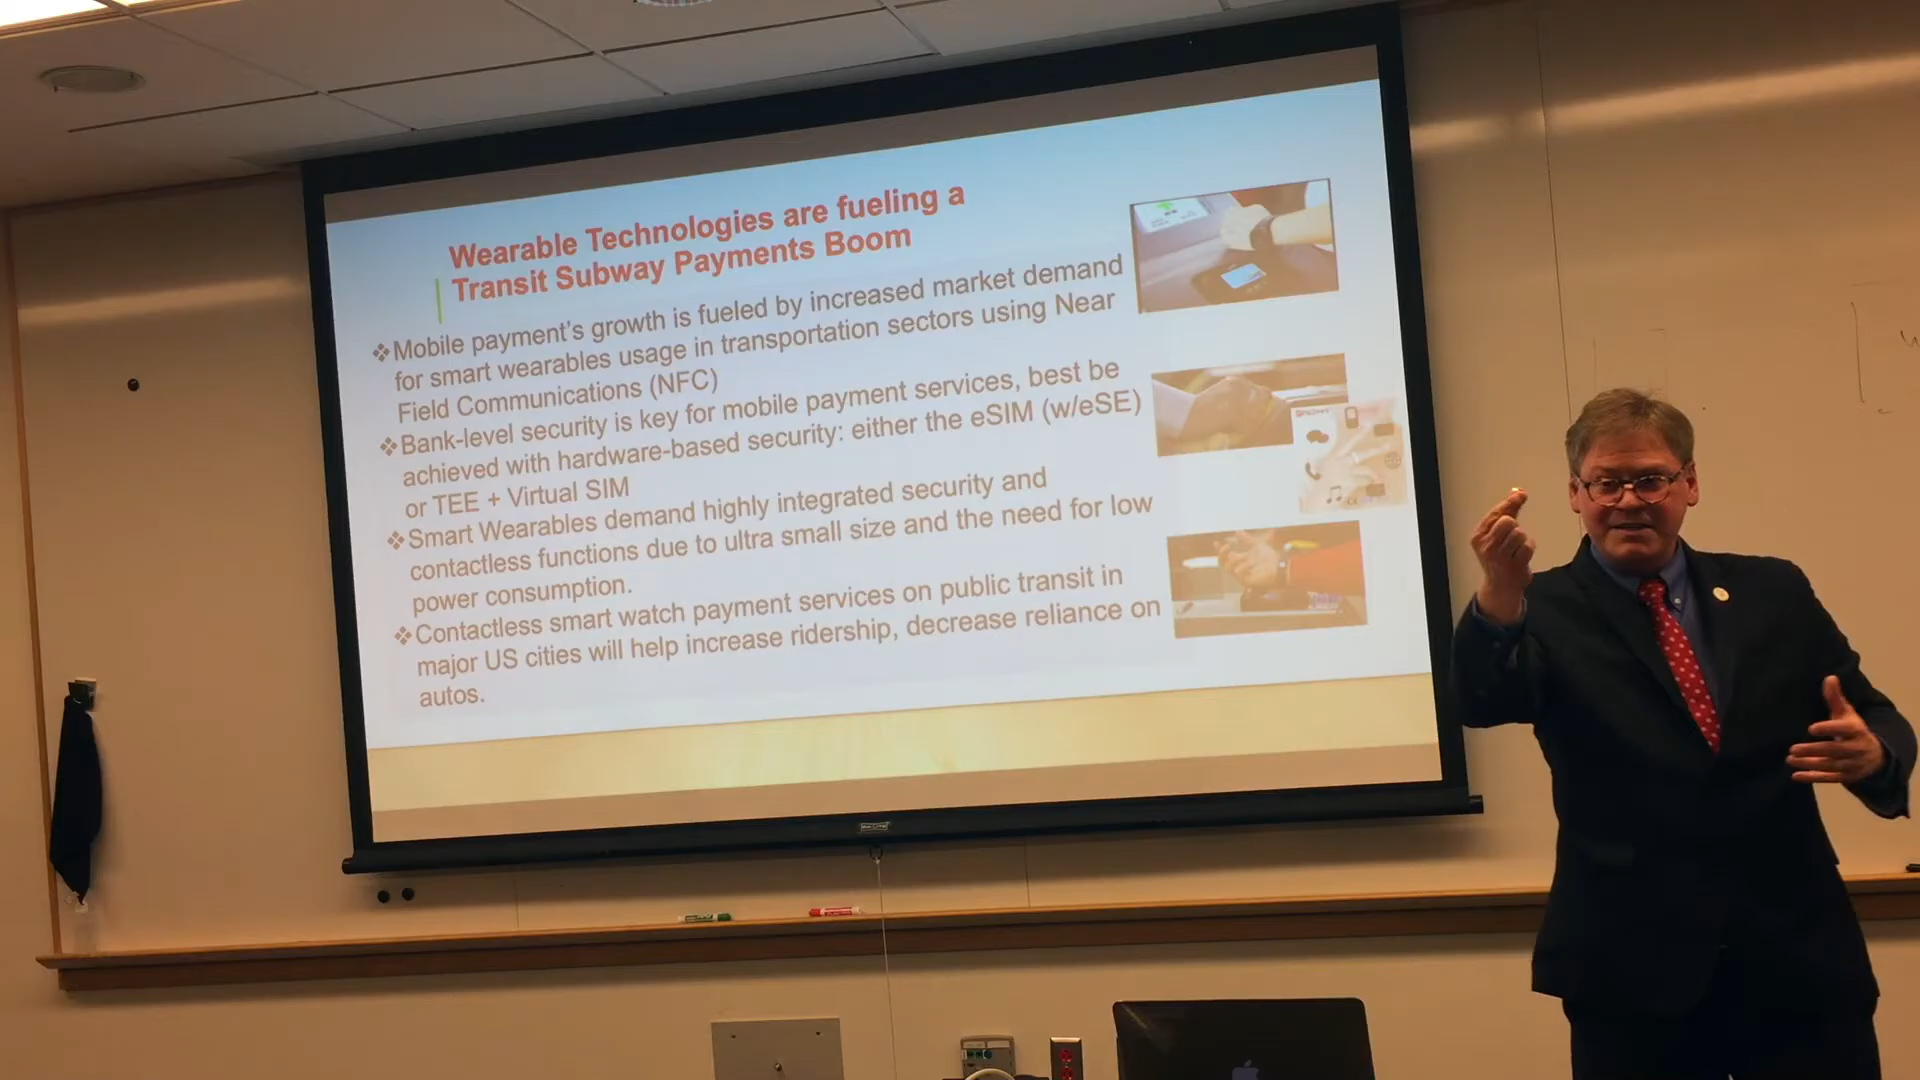 Wearable Technologies are fueling a
Transit Subway Payments Boom
❖Mobile payment's growth is fueled by increased market demand
for smart wearables usage in transportation sectors using Near
Field Communications (NFC)
❖Bank-level security is key for mobile payment services, best be
achieved with hardware-based security: either the eSIM (w/eSE)
or TEE + Virtual SIM
❖Smart Wearables demand highly integrated security and
contactless functions due to ultra small size and the need for low
power consumption.
❖Contactless smart watch payment services on public transit in
major US cities will help increase ridership, decrease reliance on
autos.